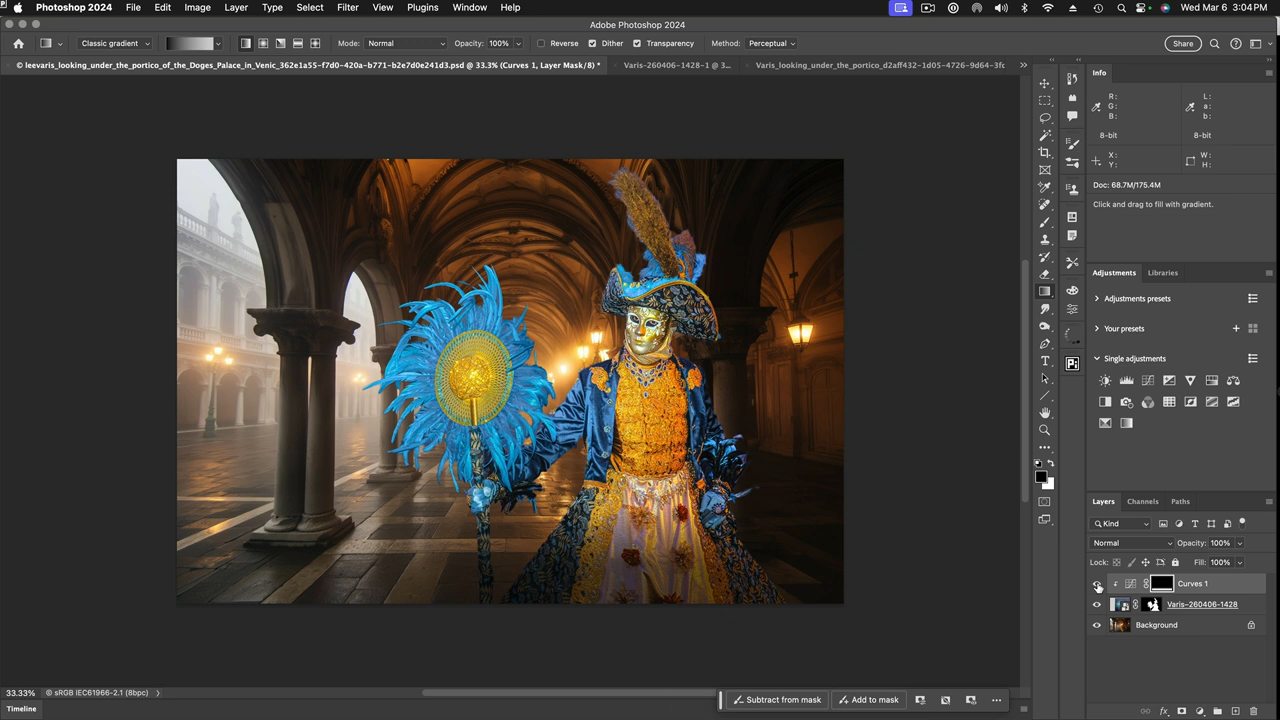 Photoshop 2024 File Edit Image Layer Type Select Filter View Plugins Window Help Wed Mar 6 3:04 PM
Adobe Photoshop 2024
Classic gradient Mode: Normal Opacity: 100% Reverse Dither Transparency Method: Perceptual Share
© leevaris_looking_under_the_portico_of_the_Doges_Palace_in_Venic_362e1a55-f7d0-420a-b771-b2e7d0e241d3.psd @ 33.3% (Curves 1, Layer Mask/8) * Varis-260406-1428-1 @ 3... Varis_looking_under_the_portico_d2aff432-1d05-4726-9d64-3fc
Info
R: L:
G: a:
B: b:
8-bit 8-bit
X: W:
Y: H:
Doc: 68.7M/175.4M
Click and drag to fill with gradient.
Adjustments Libraries
Adjustments presets
Your presets
Single adjustments
Layers Channels Paths
Kind
Normal Opacity: 100%
Lock: Fill: 100%
Curves 1
Varis-260406-1428
Background
33.33% © sRGB IEC61966-2.1 (8bpc)
Subtract from mask Add to mask
Timeline